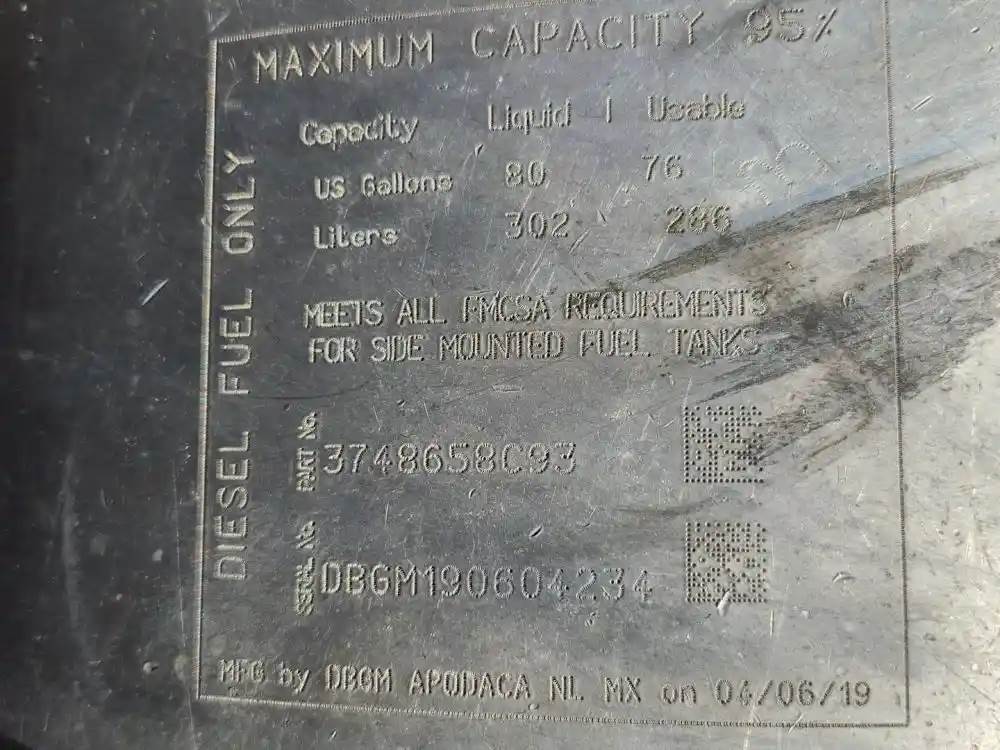 MAXIMUM CAPACITY 95%
Capacity Liquid | Usable
US Gallons 80 76
Liters 302 286
MEETS ALL FMCSA REQUIREMENTS
FOR SIDE MOUNTED FUEL TANKS
PART No. 3748658C93
SERIAL No. DBGM190604234
MFG by DBGM APODACA NL MX on 04/06/19
DIESEL FUEL ONLY